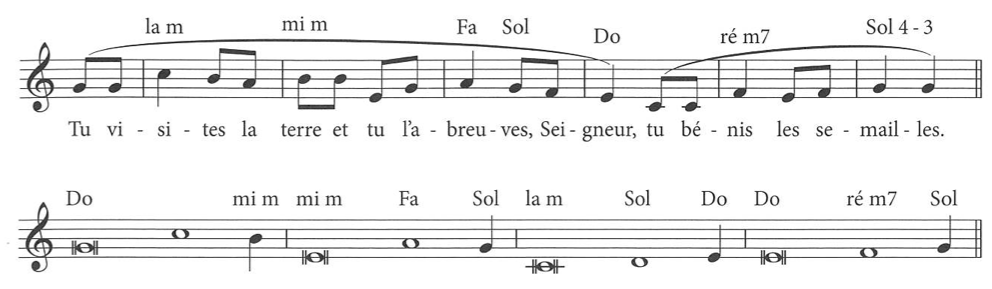 la m mi m Fa Sol Do ré m7 Sol 4 - 3
Tu vi - si - tes la terre et tu l’a - breu - ves, Sei - gneur, tu bé - nis les se - mail - les.
Do mi m mi m Fa Sol la m Sol Do Do ré m7 Sol